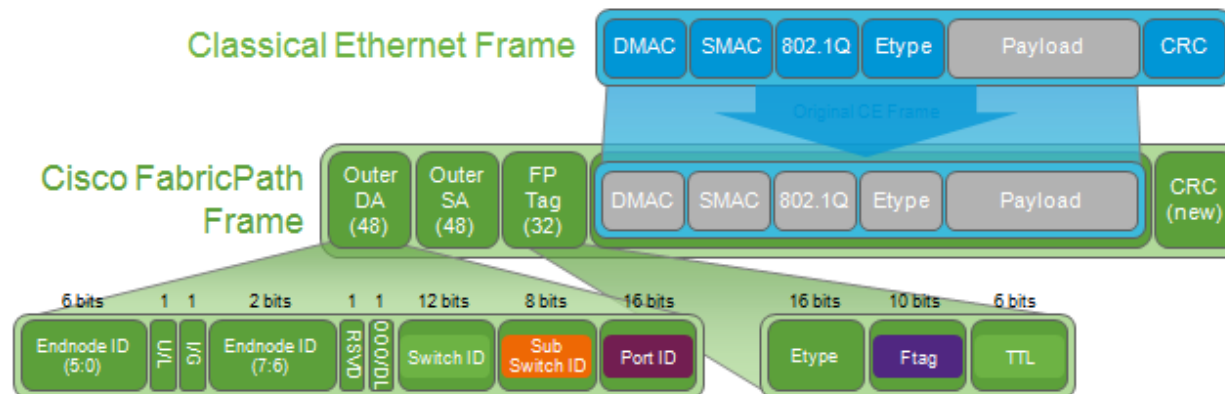 Classical Ethernet Frame
DMAC SMAC 802.1Q Etype Payload CRC
Original CE Frame
Cisco FabricPath
Frame
Outer
DA
(48)
Outer
SA
(48)
FP
Tag
(32)
DMAC SMAC 802.1Q Etype Payload
CRC
(new)
6 bits 1 1 2 bits 1 1 12 bits 8 bits 16 bits
Endnode ID
(5:0)
U/L
I/G
Endnode ID
(7:6)
RSVD
OOO/DL
Switch ID
Sub
Switch ID
Port ID
16 bits 10 bits 6 bits
Etype Ftag TTL